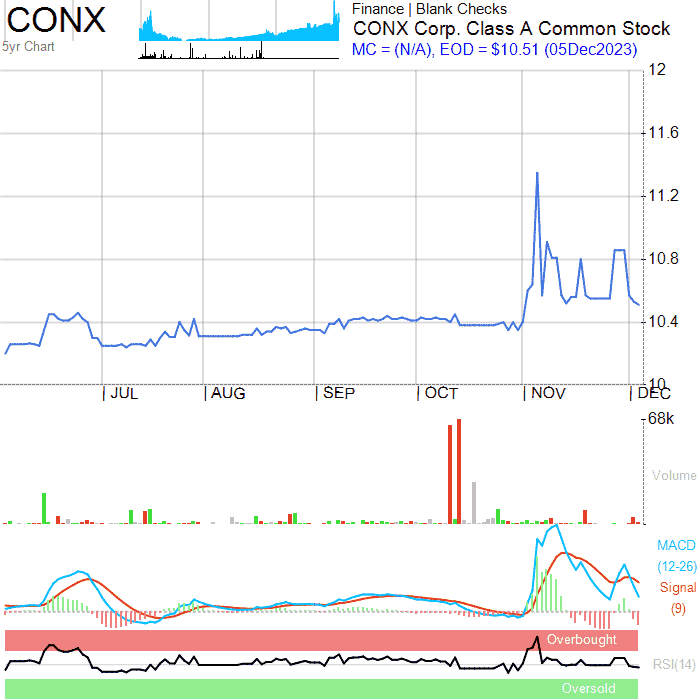 CONX
5yr Chart
Finance | Blank Checks
CONX Corp. Class A Common Stock
MC = (N/A), EOD = $10.51 (05Dec2023)
12
11.6
11.2
10.8
10.4
10
JUL AUG SEP OCT NOV DEC
68k
Volume
MACD
(12-26)
Signal
(9)
Overbought
RSI(14)
Oversold